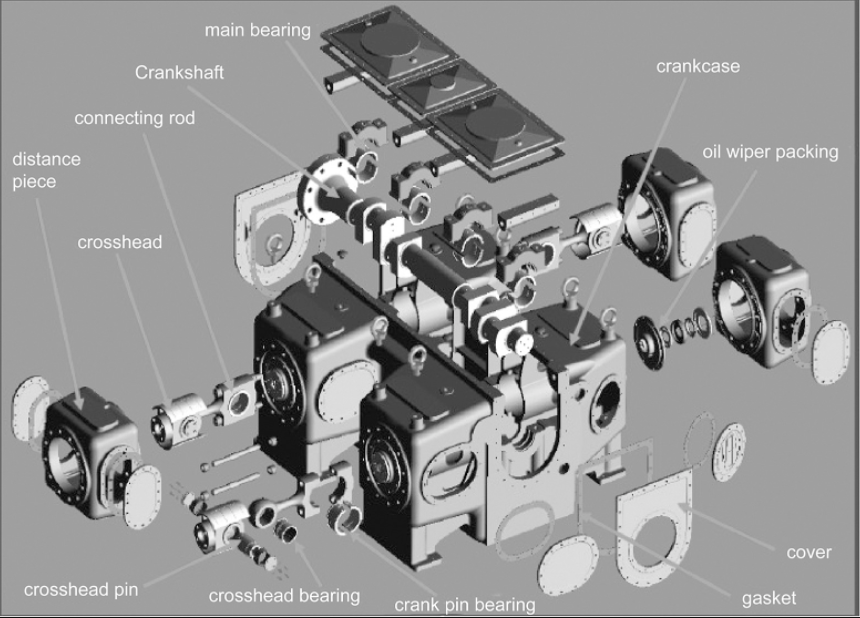 main bearing
Crankshaft
crankcase
connecting rod
distance
piece
oil wiper packing
crosshead
cover
crosshead pin
crosshead bearing
crank pin bearing
gasket